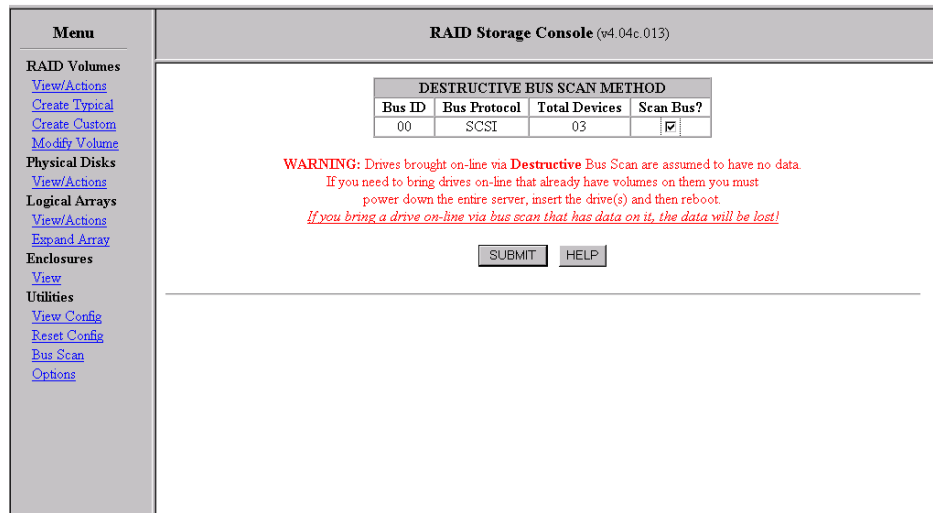 Menu
RAID Volumes
View/Actions
Create Typical
Create Custom
Modify Volume
Physical Disks
View/Actions
Logical Arrays
View/Actions
Expand Array
Enclosures
View
Utilities
View Config
Reset Config
Bus Scan
Options
RAID Storage Console (v4.04c.013)
DESTRUCTIVE BUS SCAN METHOD
Bus ID Bus Protocol Total Devices Scan Bus?
00 SCSI 03
WARNING: Drives brought on-line via Destructive Bus Scan are assumed to have no data.
If you need to bring drives on-line that already have volumes on them you must
power down the entire server, insert the drive(s) and then reboot.
If you bring a drive on-line via bus scan that has data on it, the data will be lost!
SUBMIT HELP